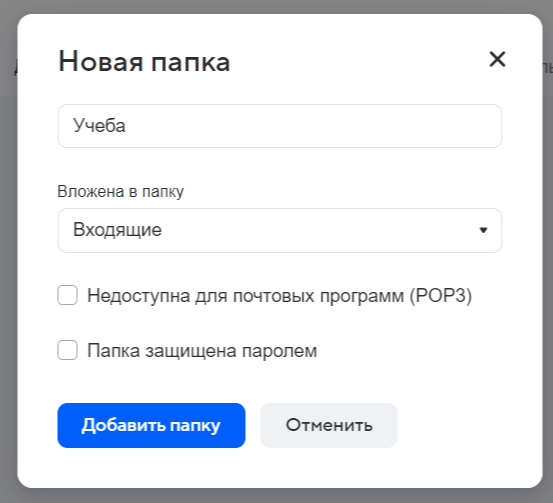 Новая папка
Учеба
Вложена в папку
Входящие
Недоступна для почтовых программ (POP3)
Папка защищена паролем
Добавить папку
Отменить